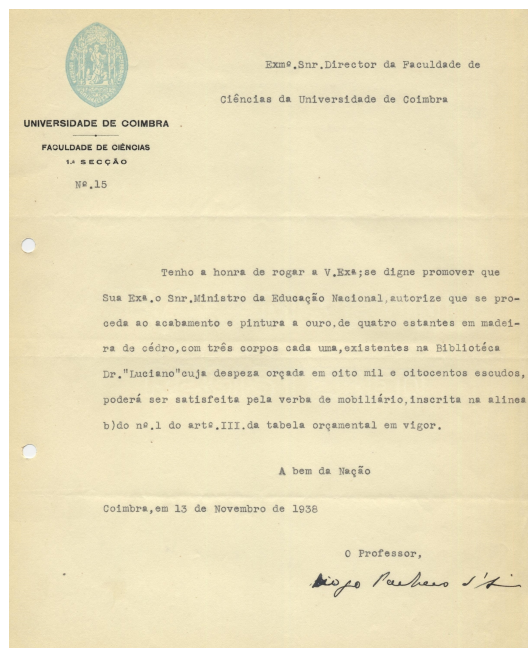 Exmº.Snr.Director da Faculdade de
Ciências da Universidade de Coimbra
UNIVERSIDADE DE COIMBRA
FACULDADE DE CIÊNCIAS
1.ª SECÇÃO
Nº.15
Tenho a honra de rogar a V.Exª;se digne promover que
Sua Exª.o Snr.Ministro da Educação Nacional,autorize que se pro-
ceda ao acabamento e pintura a ouro,de quatro estantes em madei-
ra de cédro,com três corpos cada uma,existentes na Bibliotéca
Dr."Luciano"cuja despeza orçada em oito mil e oitocentos escudos,
poderá ser satisfeita pela verba de mobiliário,inscrita na alinea
b)do nº.1 do artº.III.da tabela orçamental em vigor.
A bem da Nação
Coimbra,em 13 de Novembro de 1938
O Professor,
Diogo Pacheco d'